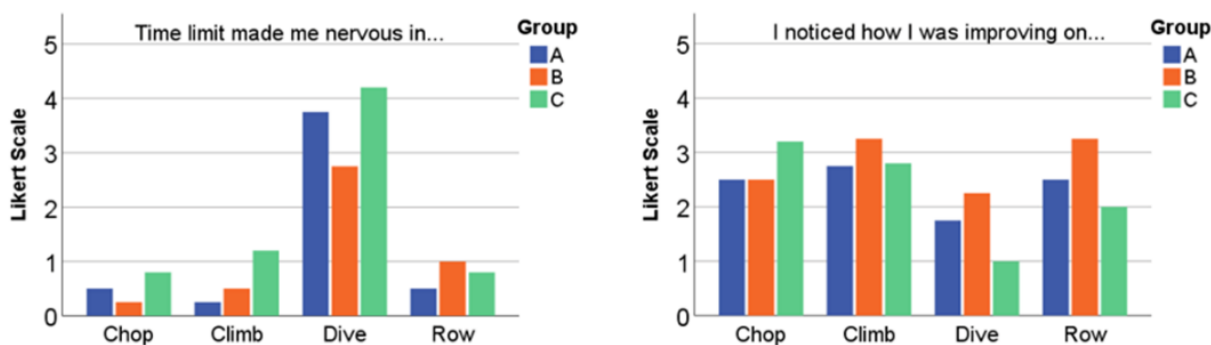 Time limit made me nervous in...
Group
A
B
C
Likert Scale
5
4
3
2
1
0
Chop Climb Dive Row
I noticed how I was improving on...
Group
A
B
C
Likert Scale
5
4
3
2
1
0
Chop Climb Dive Row